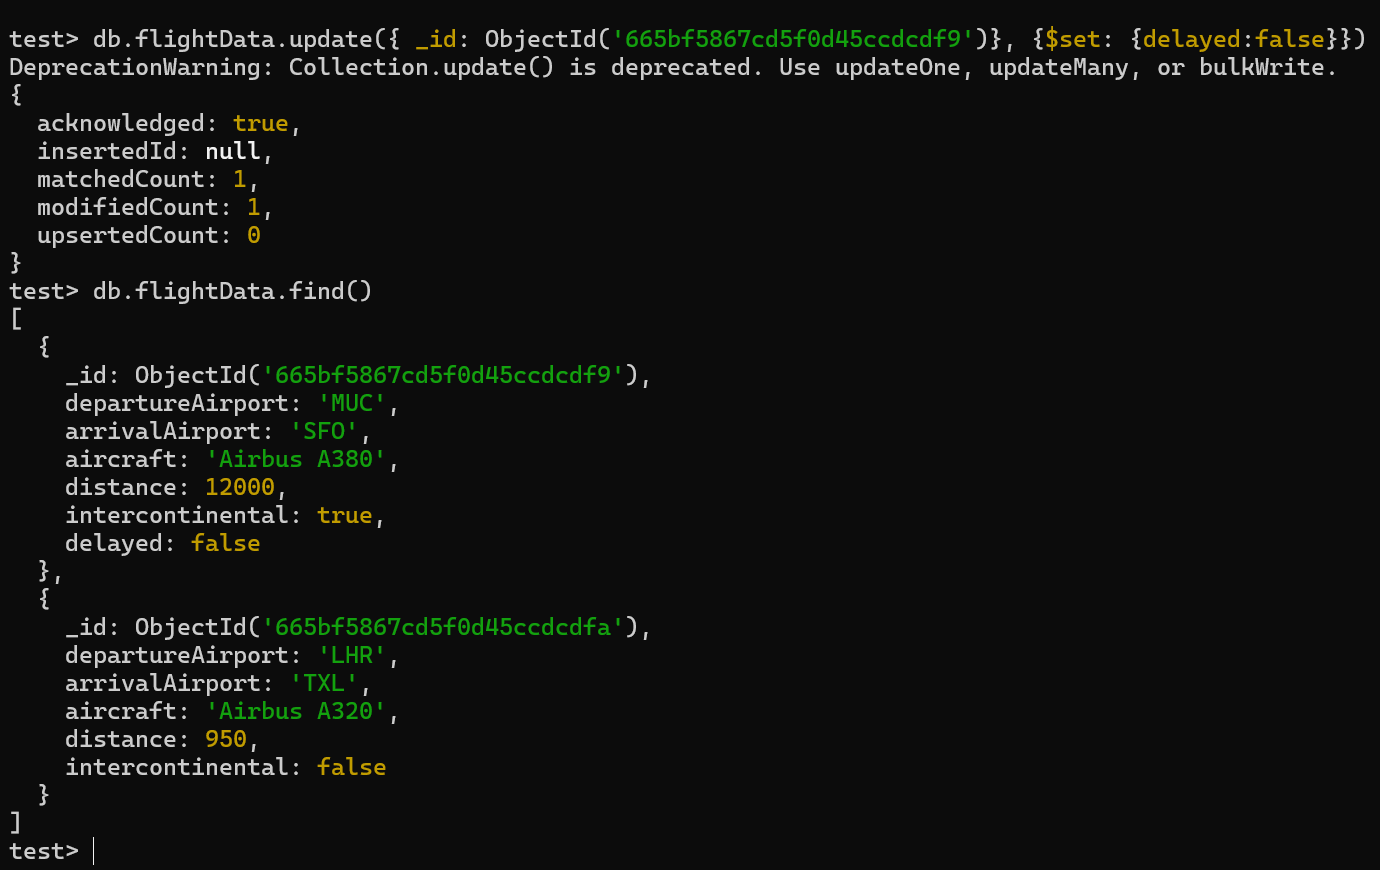 test> db.flightData.update({ _id: ObjectId('665bf5867cd5f0d45ccdcdf9')}, {$set: {delayed:false}})
DeprecationWarning: Collection.update() is deprecated. Use updateOne, updateMany, or bulkWrite.
{
  acknowledged: true,
  insertedId: null,
  matchedCount: 1,
  modifiedCount: 1,
  upsertedCount: 0
}
test> db.flightData.find()
[
  {
    _id: ObjectId('665bf5867cd5f0d45ccdcdf9'),
    departureAirport: 'MUC',
    arrivalAirport: 'SFO',
    aircraft: 'Airbus A380',
    distance: 12000,
    intercontinental: true,
    delayed: false
  },
  {
    _id: ObjectId('665bf5867cd5f0d45ccdcdfa'),
    departureAirport: 'LHR',
    arrivalAirport: 'TXL',
    aircraft: 'Airbus A320',
    distance: 950,
    intercontinental: false
  }
]
test>